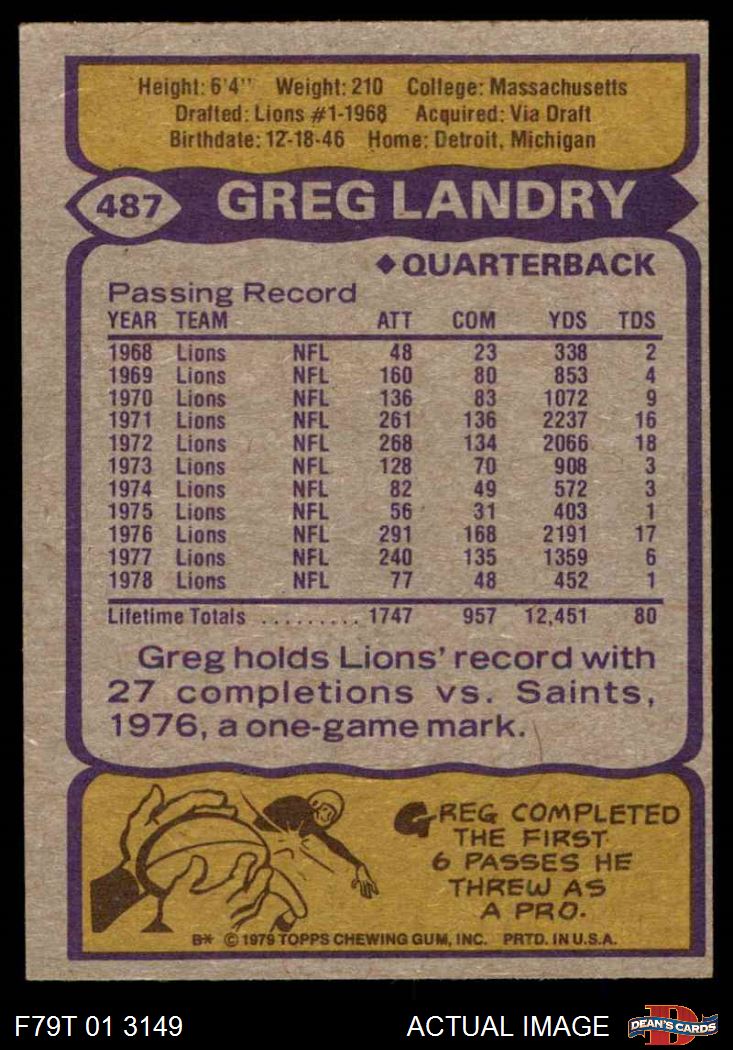 Height: 6'4" Weight: 210 College: Massachusetts
Drafted: Lions #1-1968 Acquired: Via Draft
Birthdate: 12-18-46 Home: Detroit, Michigan
487 GREG LANDRY
◆QUARTERBACK
Passing Record
YEAR TEAM ATT COM YDS TDS
1968 Lions NFL 48 23 338 2
1969 Lions NFL 160 80 853 4
1970 Lions NFL 136 83 1072 9
1971 Lions NFL 261 136 2237 16
1972 Lions NFL 268 134 2066 18
1973 Lions NFL 128 70 908 3
1974 Lions NFL 82 49 572 3
1975 Lions NFL 56 31 403 1
1976 Lions NFL 291 168 2191 17
1977 Lions NFL 240 135 1359 6
1978 Lions NFL 77 48 452 1
Lifetime Totals .......... 1747 957 12,451 80
Greg holds Lions' record with
27 completions vs. Saints,
1976, a one-game mark.
GREG COMPLETED
THE FIRST
6 PASSES HE
THREW AS
A PRO.
B* © 1979 TOPPS CHEWING GUM, INC. PRTD. IN U.S.A.
F79T 01 3149 ACTUAL IMAGE D DEAN'S CARDS